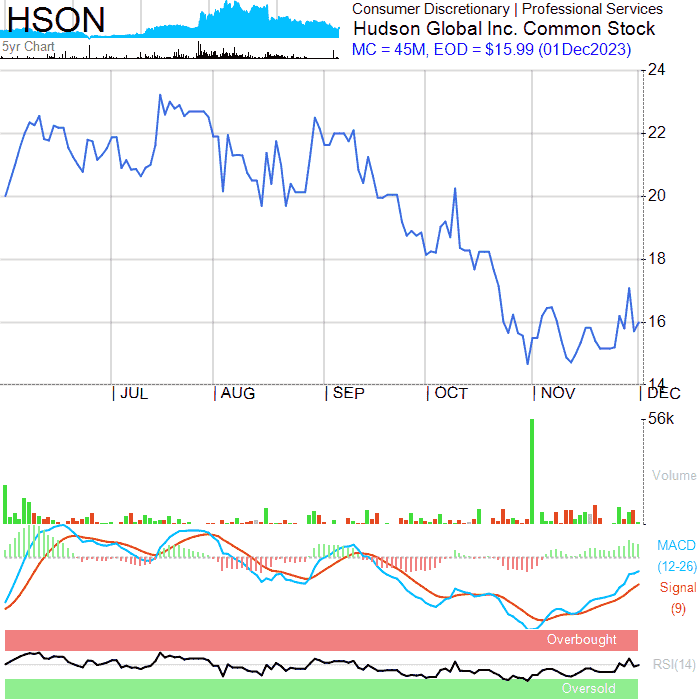 HSON
5yr Chart
Consumer Discretionary | Professional Services
Hudson Global Inc. Common Stock
MC = 45M, EOD = $15.99 (01Dec2023)
24
22
20
18
16
14
| JUL
| AUG
| SEP
| OCT
| NOV
| DEC
56k
Volume
MACD
(12-26)
Signal
(9)
Overbought
RSI(14)
Oversold